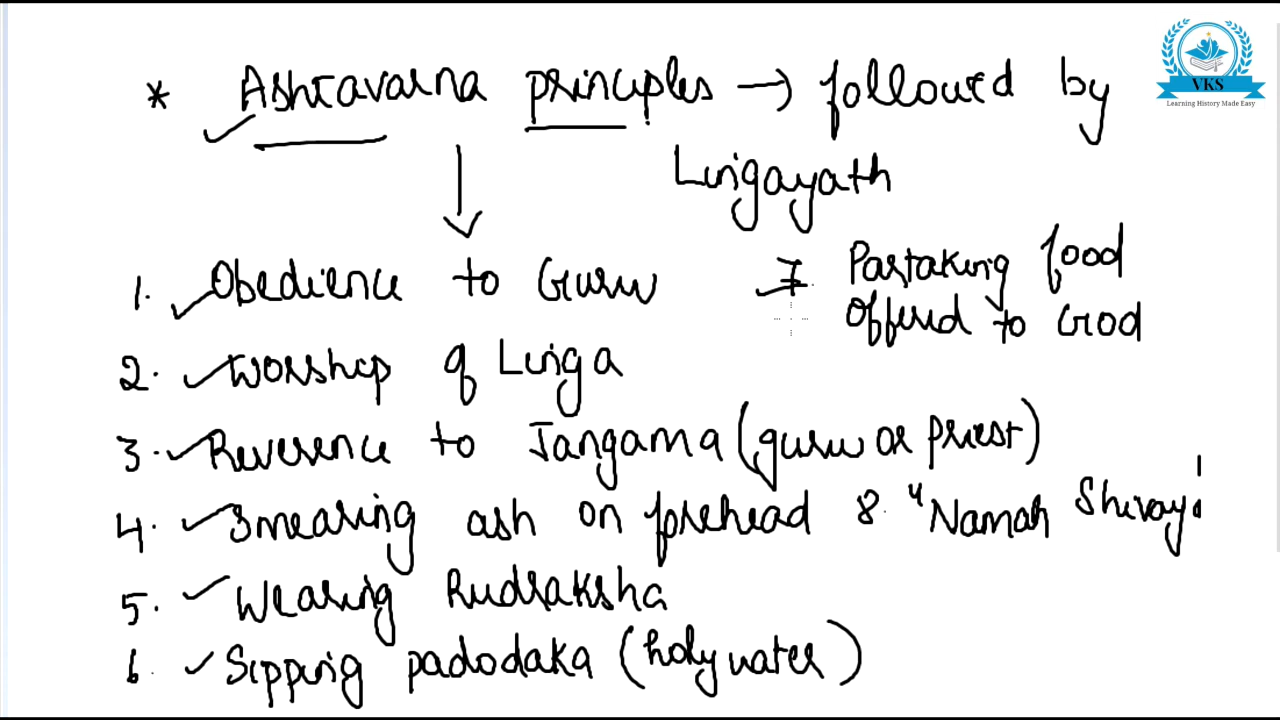 VKS
Learning History Made Easy
* Ashtavarna principles → followed by
Lingayath
1. Obedience to Guru
2. Worship of Linga
3. Reverence to Jangama (guru or priest)
4. Smearing ash on forehead
5. Wearing Rudraksha
6. Sipping padodaka (holy water)
7. Partaking food
offered to God
8. "Namah Shivaya"